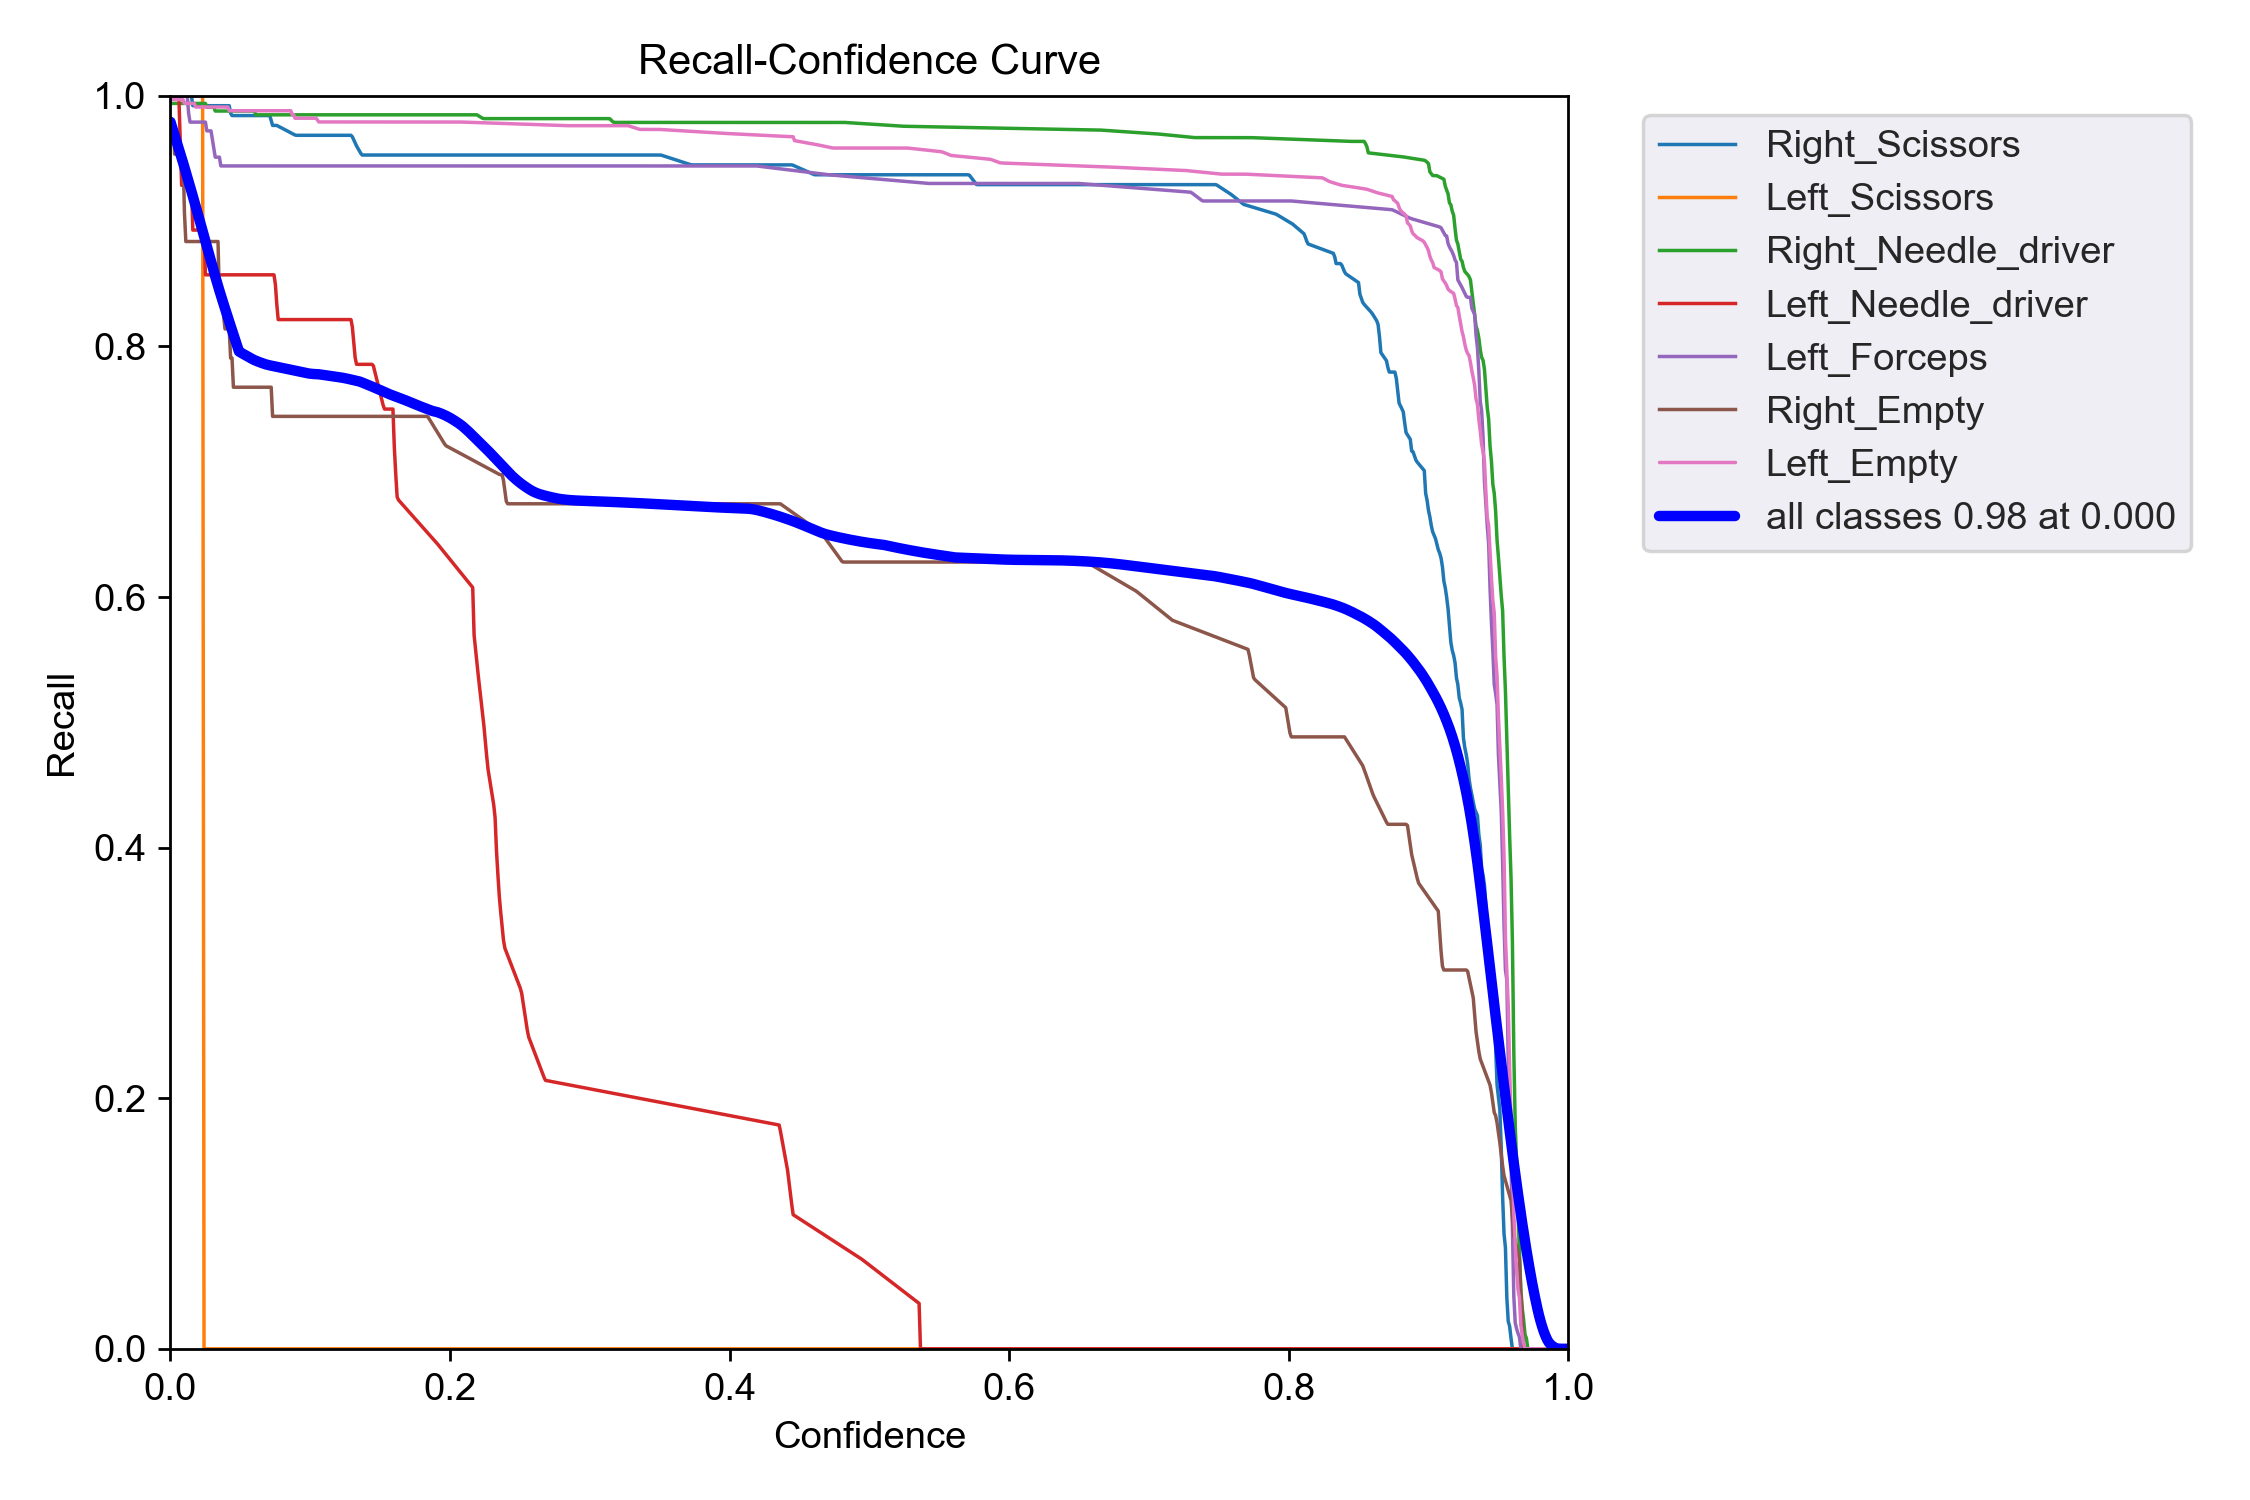 Recall-Confidence Curve
1.0
0.8
0.6
0.4
0.2
0.0
Recall
0.0 0.2 0.4 0.6 0.8 1.0
Confidence
Right_Scissors
Left_Scissors
Right_Needle_driver
Left_Needle_driver
Left_Forceps
Right_Empty
Left_Empty
all classes 0.98 at 0.000